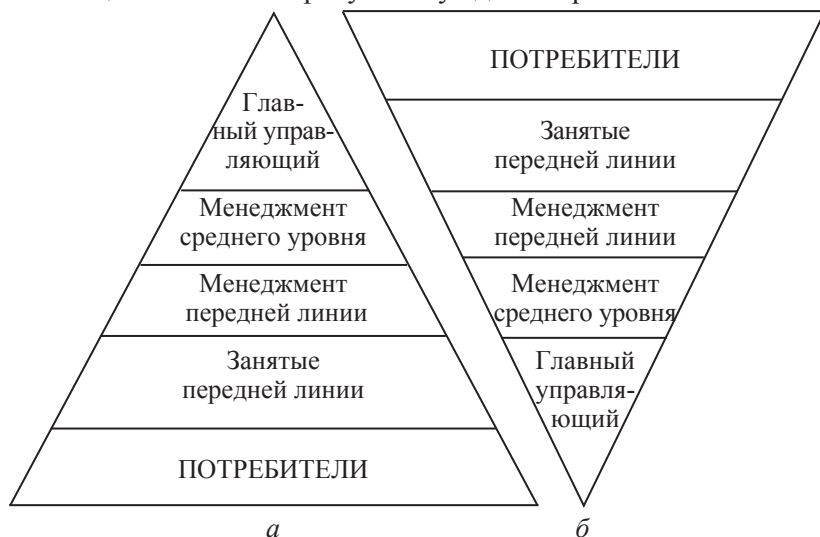 Глав-
ный управ-
ляющий
Менеджмент
среднего уровня
Менеджмент
передней линии
Занятые
передней линии
ПОТРЕБИТЕЛИ
а
ПОТРЕБИТЕЛИ
Занятые
передней линии
Менеджмент
передней линии
Менеджмент
среднего уровня
Главный
управля-
ющий
б